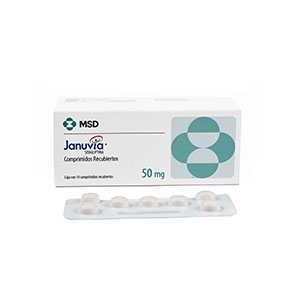 MSD
Januvia®
SITAGLIPTINA
Comprimidos Recubiertos
50 mg
Caja con 14 comprimidos recubiertos